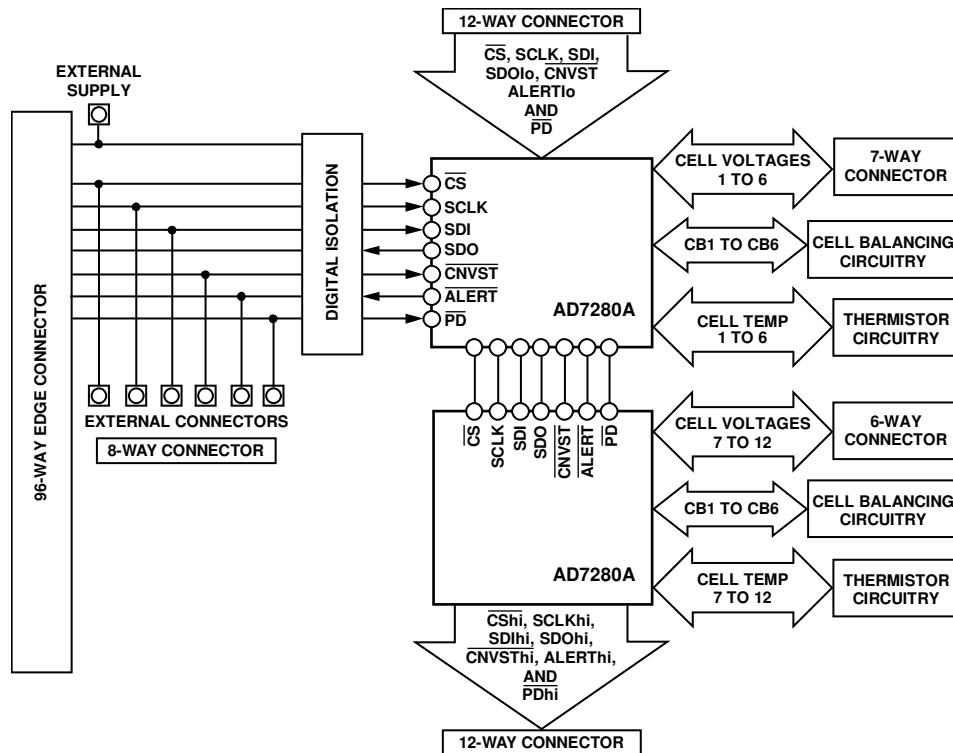 12-WAY CONNECTOR
CS, SCLK, SDI,
SDOlo, CNVST
ALERTlo
AND
PD
EXTERNAL
SUPPLY
96-WAY EDGE CONNECTOR
DIGITAL ISOLATION
CS
SCLK
SDI
SDO
CNVST
ALERT
PD
AD7280A
CELL VOLTAGES
1 TO 6
7-WAY
CONNECTOR
CB1 TO CB6
CELL BALANCING
CIRCUITRY
CELL TEMP
1 TO 6
THERMISTOR
CIRCUITRY
EXTERNAL CONNECTORS
8-WAY CONNECTOR
CS
SCLK
SDI
SDO
CNVST
ALERT
PD
AD7280A
CELL VOLTAGES
7 TO 12
6-WAY
CONNECTOR
CB1 TO CB6
CELL BALANCING
CIRCUITRY
CELL TEMP
7 TO 12
THERMISTOR
CIRCUITRY
CShi, SCLKhi,
SDIhi, SDOhi,
CNVSThi, ALERThi,
AND
PDhi
12-WAY CONNECTOR